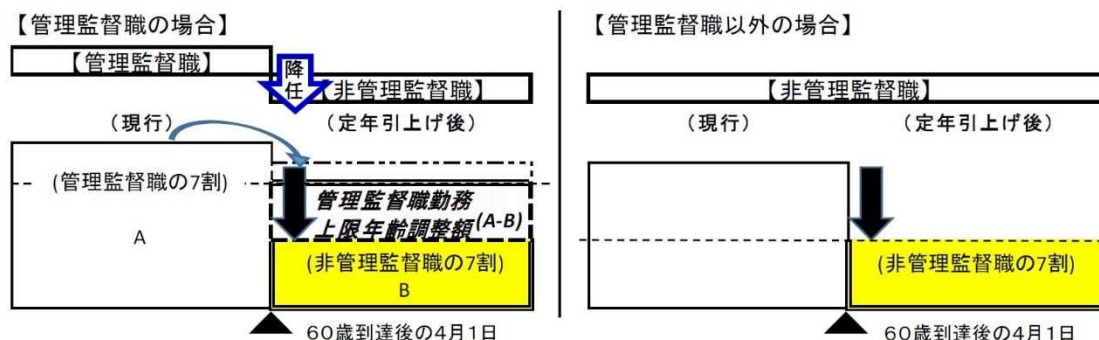 【管理監督職の場合】
【管理監督職】
降任
【非管理監督職】
（現行）
（定年引上げ後）
(管理監督職の7割)
A
管理監督職勤務
上限年齢調整額(A-B)
(非管理監督職の7割)
B
60歳到達後の4月1日
【管理監督職以外の場合】
【非管理監督職】
（現行）
（定年引上げ後）
(非管理監督職の7割)
60歳到達後の4月1日